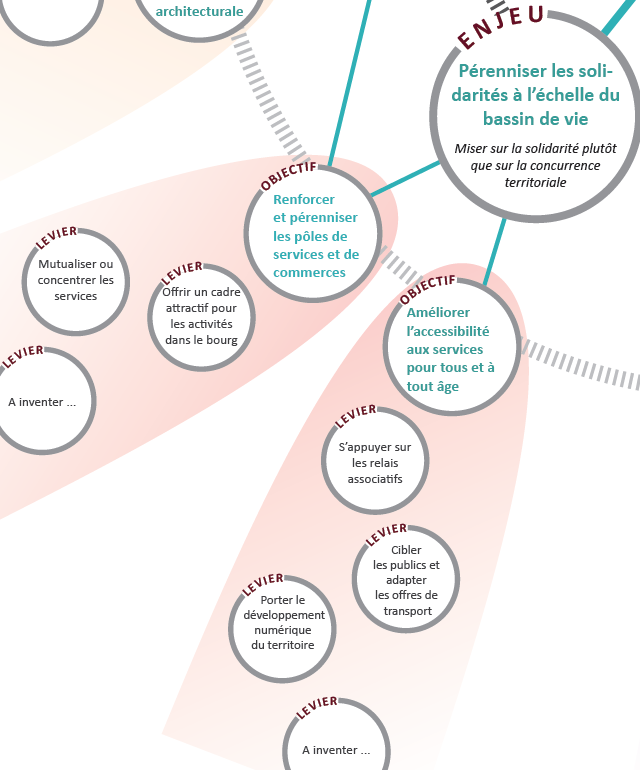 architecturale
ENJEU
Pérenniser les soli-
darités à l'échelle du
bassin de vie
Miser sur la solidarité plutôt
que sur la concurrence
territoriale
OBJECTIF
Renforcer
et pérenniser
les pôles de
services et de
commerces
LEVIER
Mutualiser ou
concentrer les
services
LEVIER
Offrir un cadre
attractif pour
les activités
dans le bourg
LEVIER
A inventer ...
OBJECTIF
Améliorer
l'accessibilité
aux services
pour tous et à
tout âge
LEVIER
S'appuyer sur
les relais
associatifs
LEVIER
Cibler
les publics et
adapter
les offres de
transport
LEVIER
Porter le
développement
numérique
du territoire
LEVIER
A inventer ...